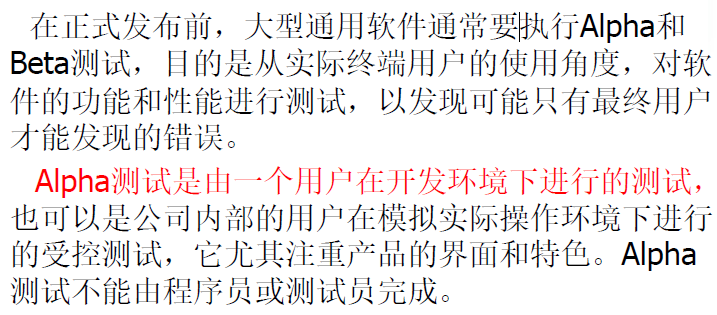 在正式发布前，大型通用软件通常要执行Alpha和
Beta测试，目的是从实际终端用户的使用角度，对软
件的功能和性能进行测试，以发现可能只有最终用户
才能发现的错误。
Alpha测试是由一个用户在开发环境下进行的测试，
也可以是公司内部的用户在模拟实际操作环境下进行
的受控测试，它尤其注重产品的界面和特色。Alpha
测试不能由程序员或测试员完成。